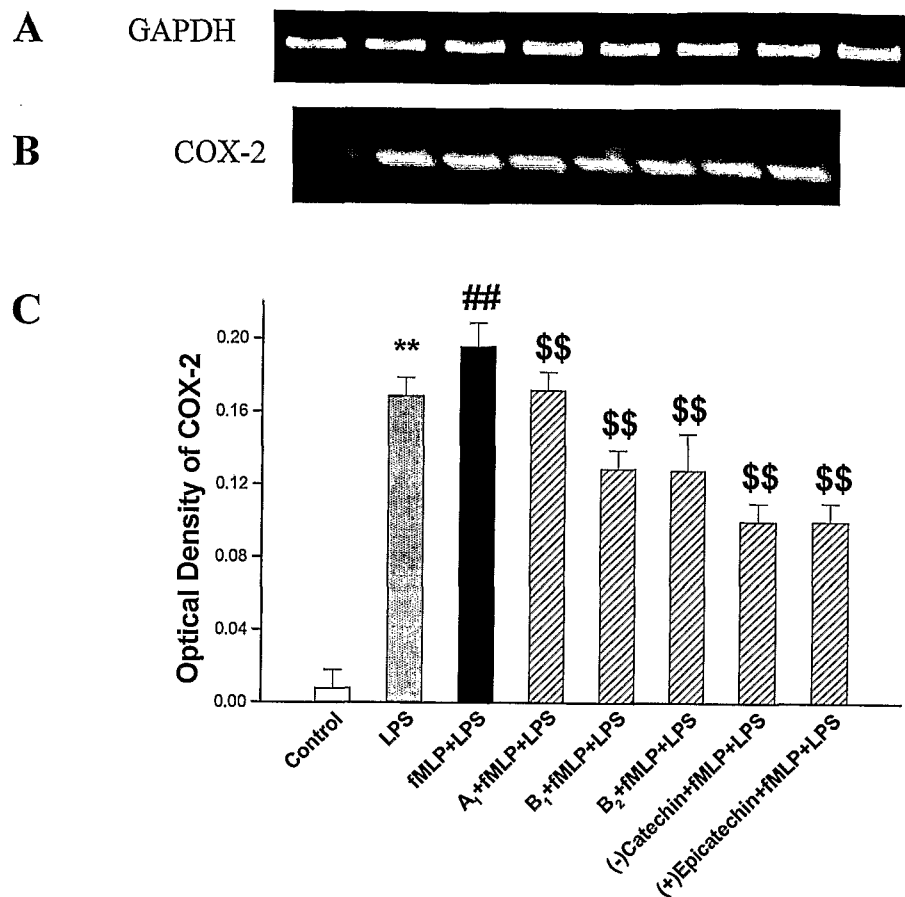 A GAPDH
B COX-2
C
Optical Density of COX-2
0.20
0.16
0.12
0.08
0.04
0.00
**
##
$$
$$
$$
$$
$$
Control
LPS
fMLP+LPS
A₁+fMLP+LPS
B₁+fMLP+LPS
B₂+fMLP+LPS
(-)Catechin+fMLP+LPS
(+)Epicatechin+fMLP+LPS